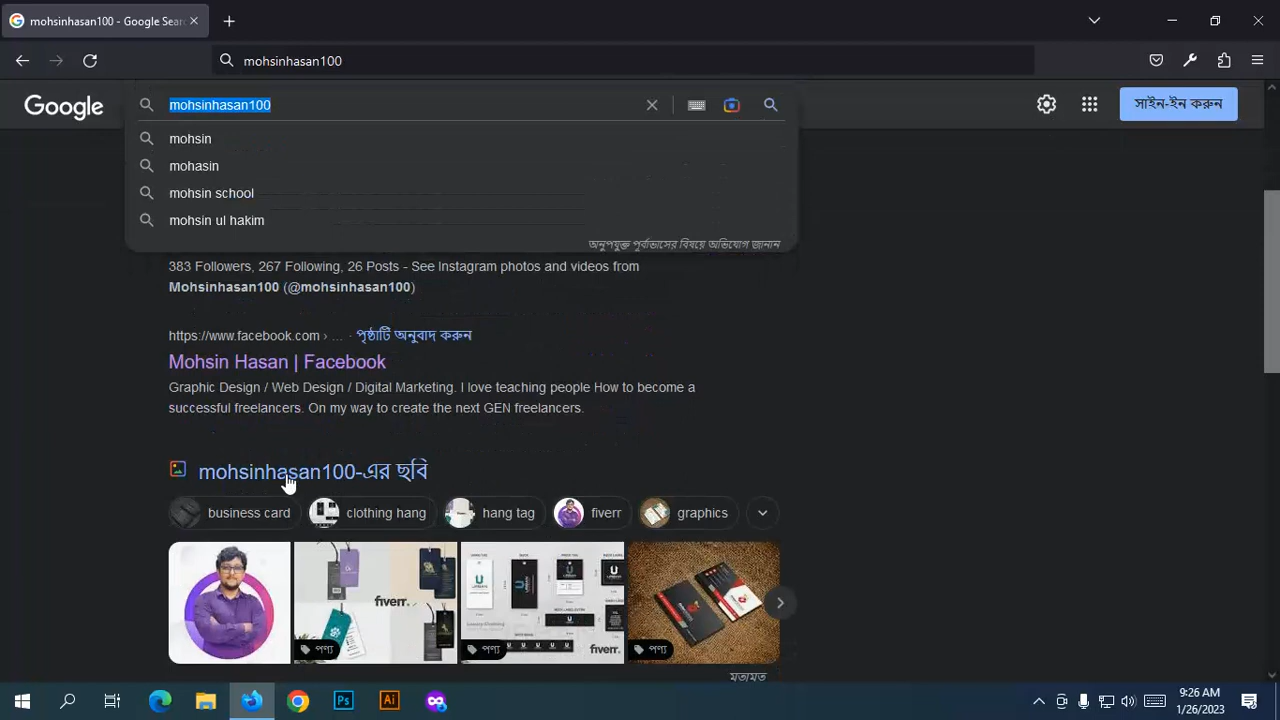 mohsinhasan100 - Google Sear
mohsinhasan100
Google
mohsinhasan100
সাইন-ইন করুন
mohsin
mohasin
mohsin school
mohsin ul hakim
অনুপযুক্ত পূর্বাভাসের বিষয়ে অভিযোগ জানান
383 Followers, 267 Following, 26 Posts - See Instagram photos and videos from
Mohsinhasan100 (@mohsinhasan100)
https://www.facebook.com › ... · পৃষ্ঠাটি অনুবাদ করুন
Mohsin Hasan | Facebook
Graphic Design / Web Design / Digital Marketing. I love teaching people How to become a
successful freelancers. On my way to create the next GEN freelancers.
mohsinhasan100-এর ছবি
business card
clothing hang
hang tag
fiverr
graphics
fiverr.
fiverr.
পণ্য
পণ্য
পণ্য
মতামত
Ps
Ai
9:26 AM
1/26/2023